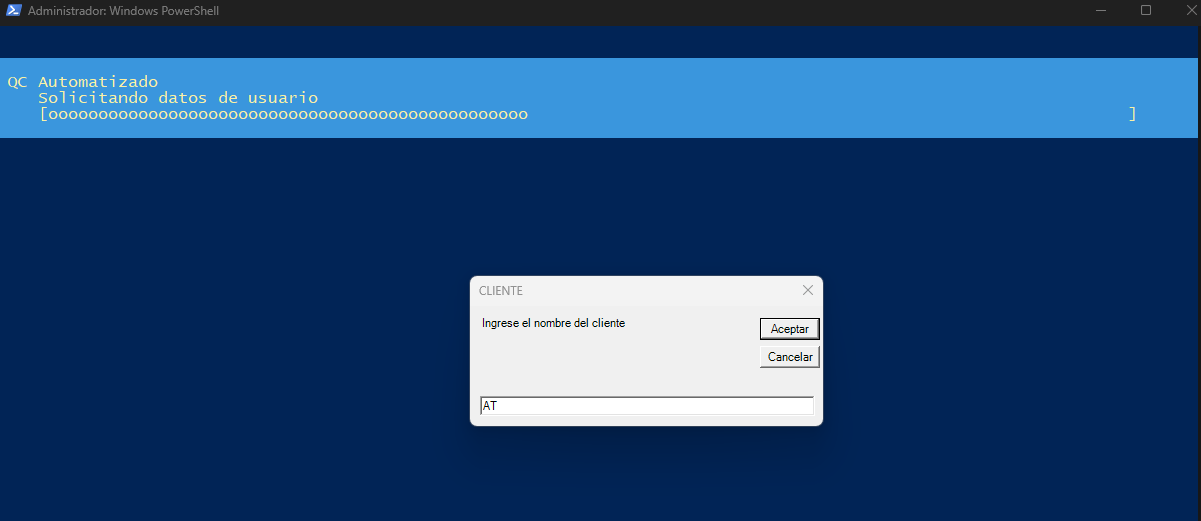 Administrador: Windows PowerShell
QC Automatizado
Solicitando datos de usuario
[oooooooooooooooooooooooooooooooooooooooooooooooo ]
CLIENTE
Ingrese el nombre del cliente
Aceptar
Cancelar
AT